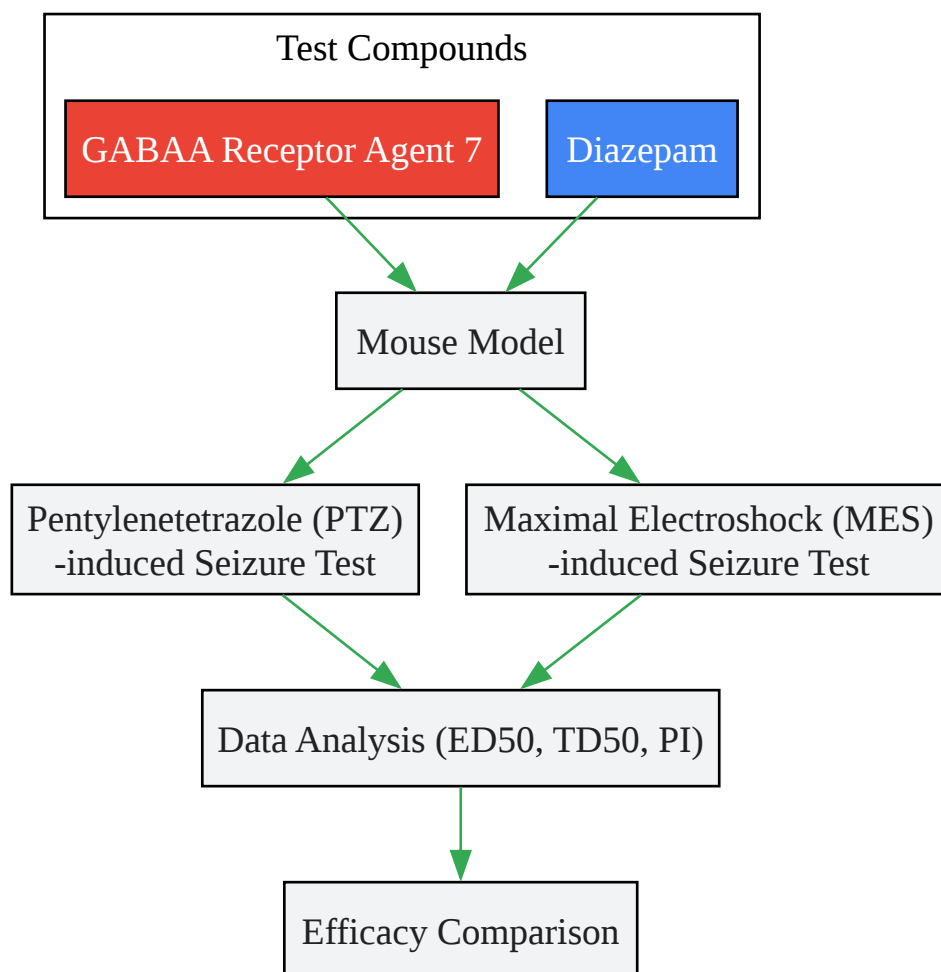 Test Compounds
GABAA Receptor Agent 7
Diazepam
Mouse Model
Pentylenetetrazole (PTZ)
-induced Seizure Test
Maximal Electroshock (MES)
-induced Seizure Test
Data Analysis (ED50, TD50, PI)
Efficacy Comparison